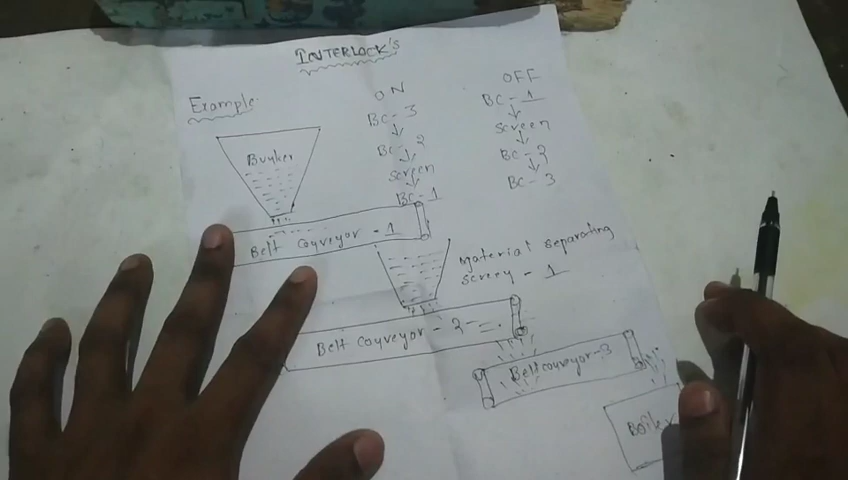 INTERLOCK'S
Example
ON
BC-3
BC-2
Screen
BC-1
OFF
BC-1
Screen
BC-2
BC-3
Bunker
Belt Conveyor - 1
Material separating
screen - 1
Belt Conveyor - 2
Belt conveyor-3
Boiler